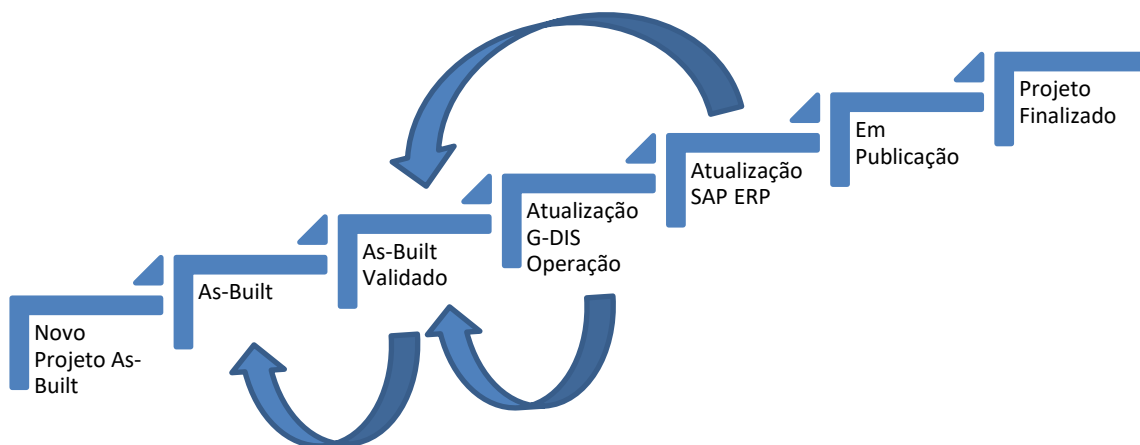 Novo
Projeto As-
Built
As-Built
As-Built
Validado
Atualização
G-DIS
Operação
Atualização
SAP ERP
Em
Publicação
Projeto
Finalizado